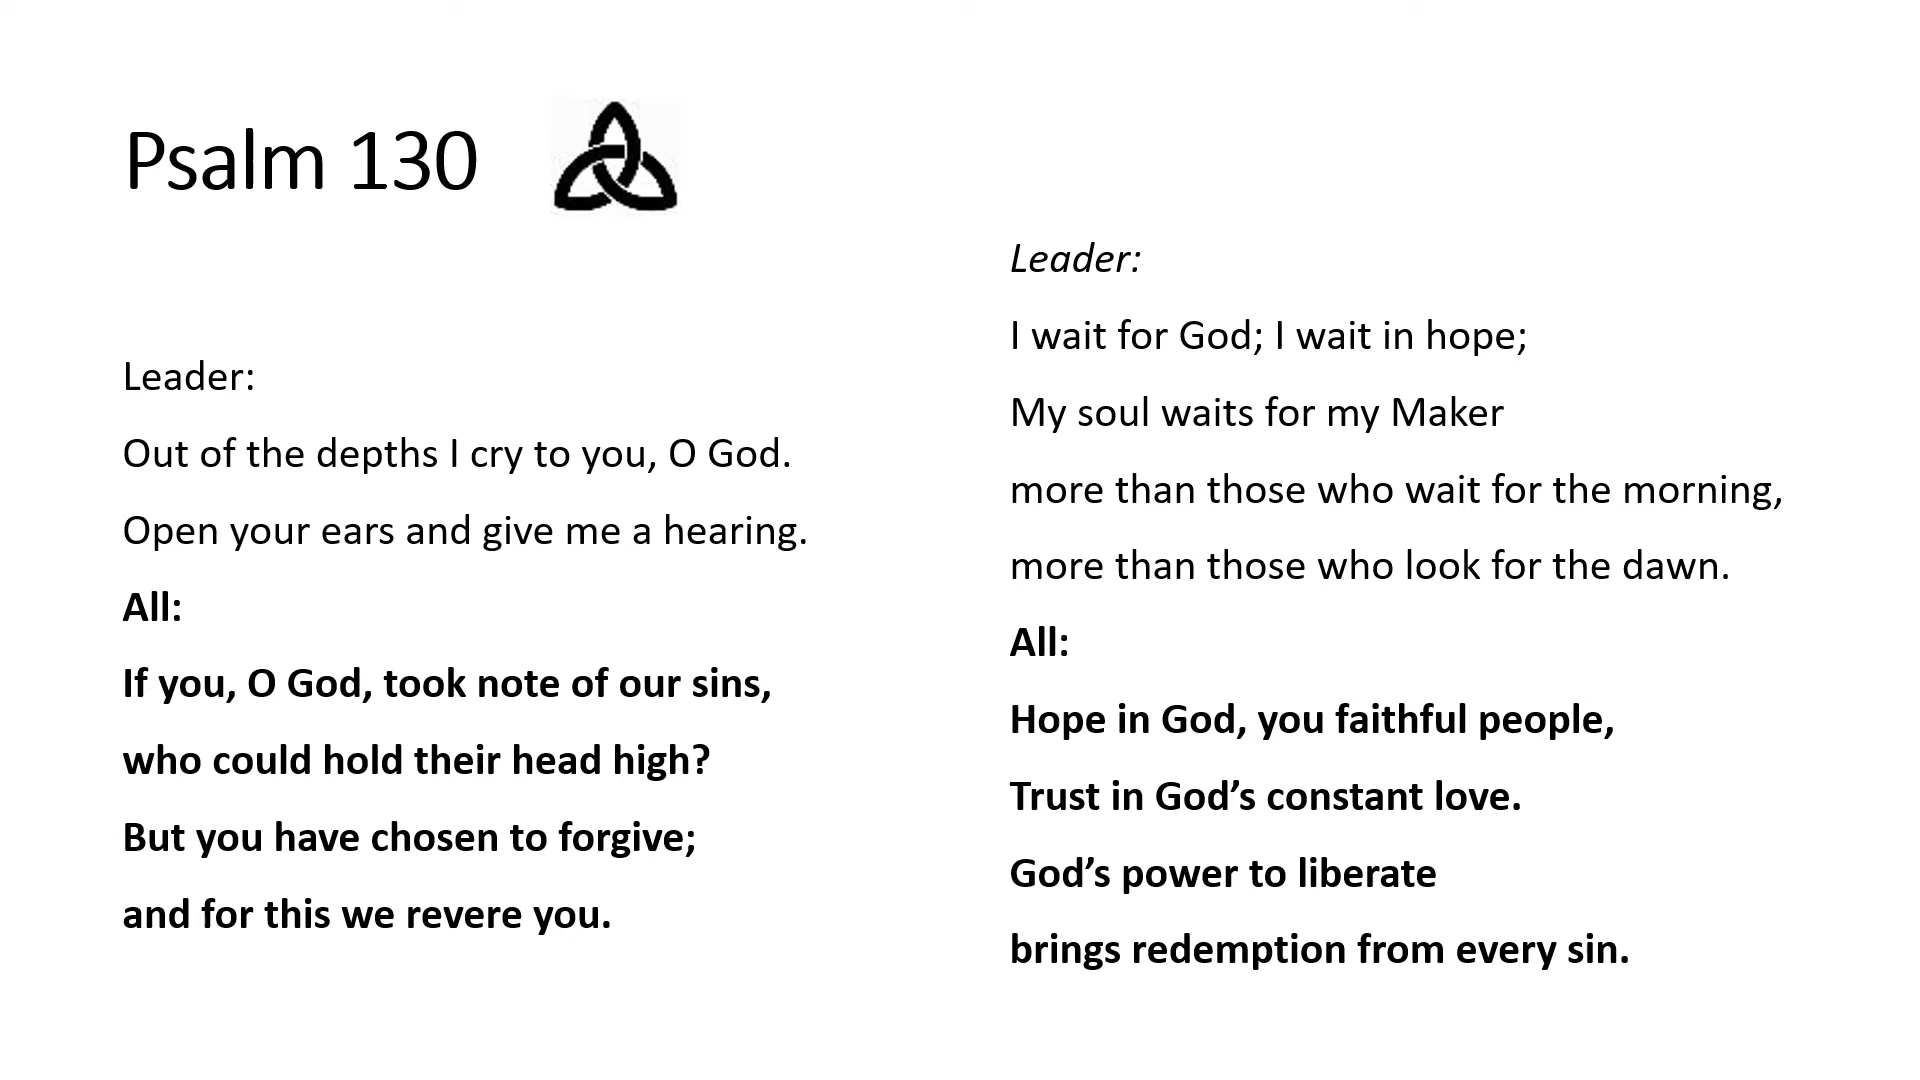 Psalm 130
Leader:
Out of the depths I cry to you, O God.
Open your ears and give me a hearing.
All:
If you, O God, took note of our sins,
who could hold their head high?
But you have chosen to forgive;
and for this we revere you.
Leader:
I wait for God; I wait in hope;
My soul waits for my Maker
more than those who wait for the morning,
more than those who look for the dawn.
All:
Hope in God, you faithful people,
Trust in God’s constant love.
God’s power to liberate
brings redemption from every sin.